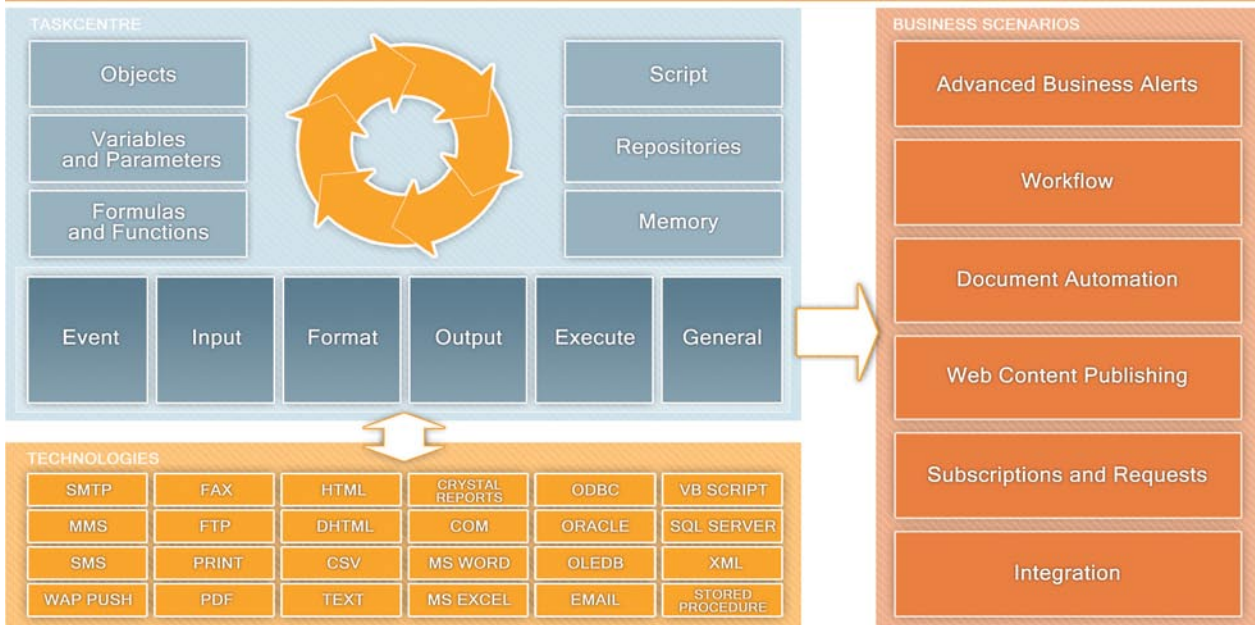 TASKCENTRE
Objects
Variables
and Parameters
Formulas
and Functions
Script
Repositories
Memory
Event
Input
Format
Output
Execute
General
TECHNOLOGIES
SMTP
FAX
HTML
CRYSTAL
REPORTS
ODBC
VB SCRIPT
MMS
FTP
DHTML
COM
ORACLE
SQL SERVER
SMS
PRINT
CSV
MS WORD
OLEDB
XML
WAP PUSH
PDF
TEXT
MS EXCEL
EMAIL
STORED
PROCEDURE
BUSINESS SCENARIOS
Advanced Business Alerts
Workflow
Document Automation
Web Content Publishing
Subscriptions and Requests
Integration